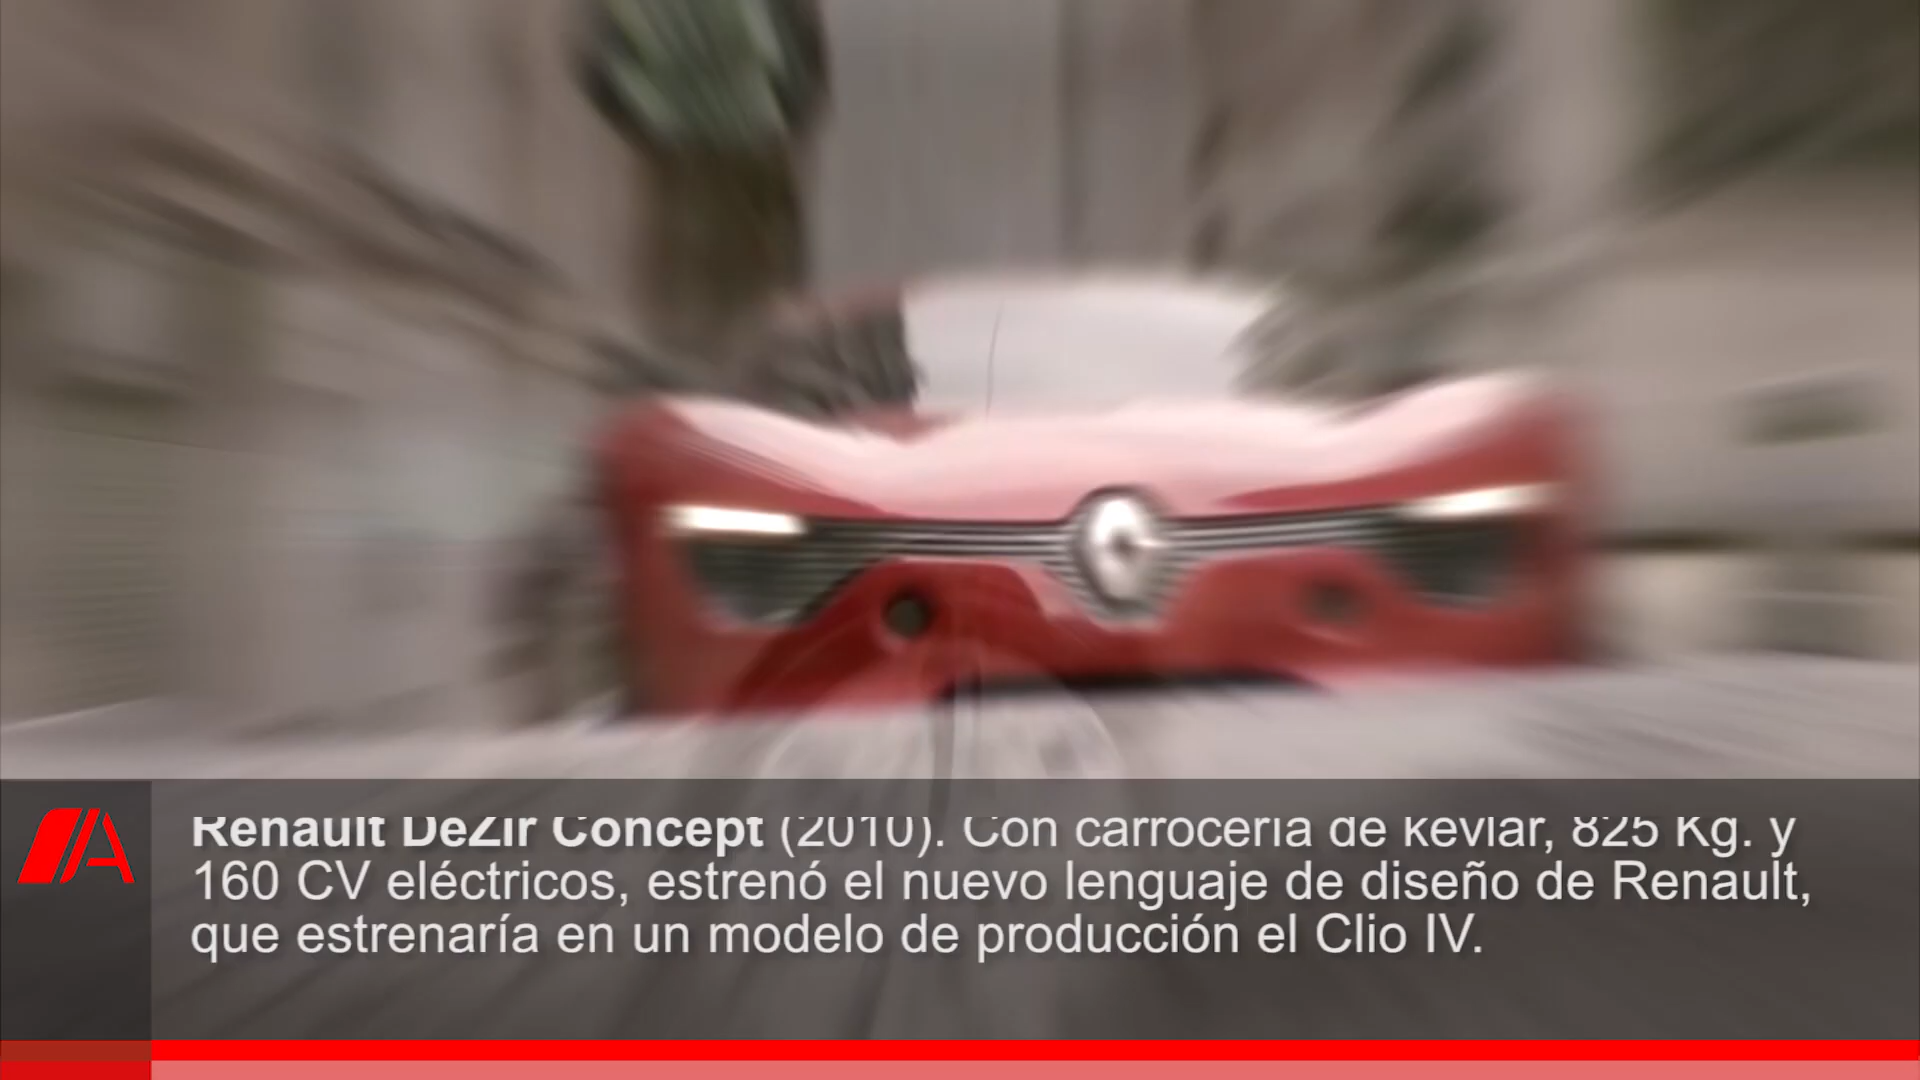 Renault DeZir Concept (2010). Con carrocería de kevlar, 825 Kg. y
160 CV eléctricos, estrenó el nuevo lenguaje de diseño de Renault,
que estrenaría en un modelo de producción el Clio IV.